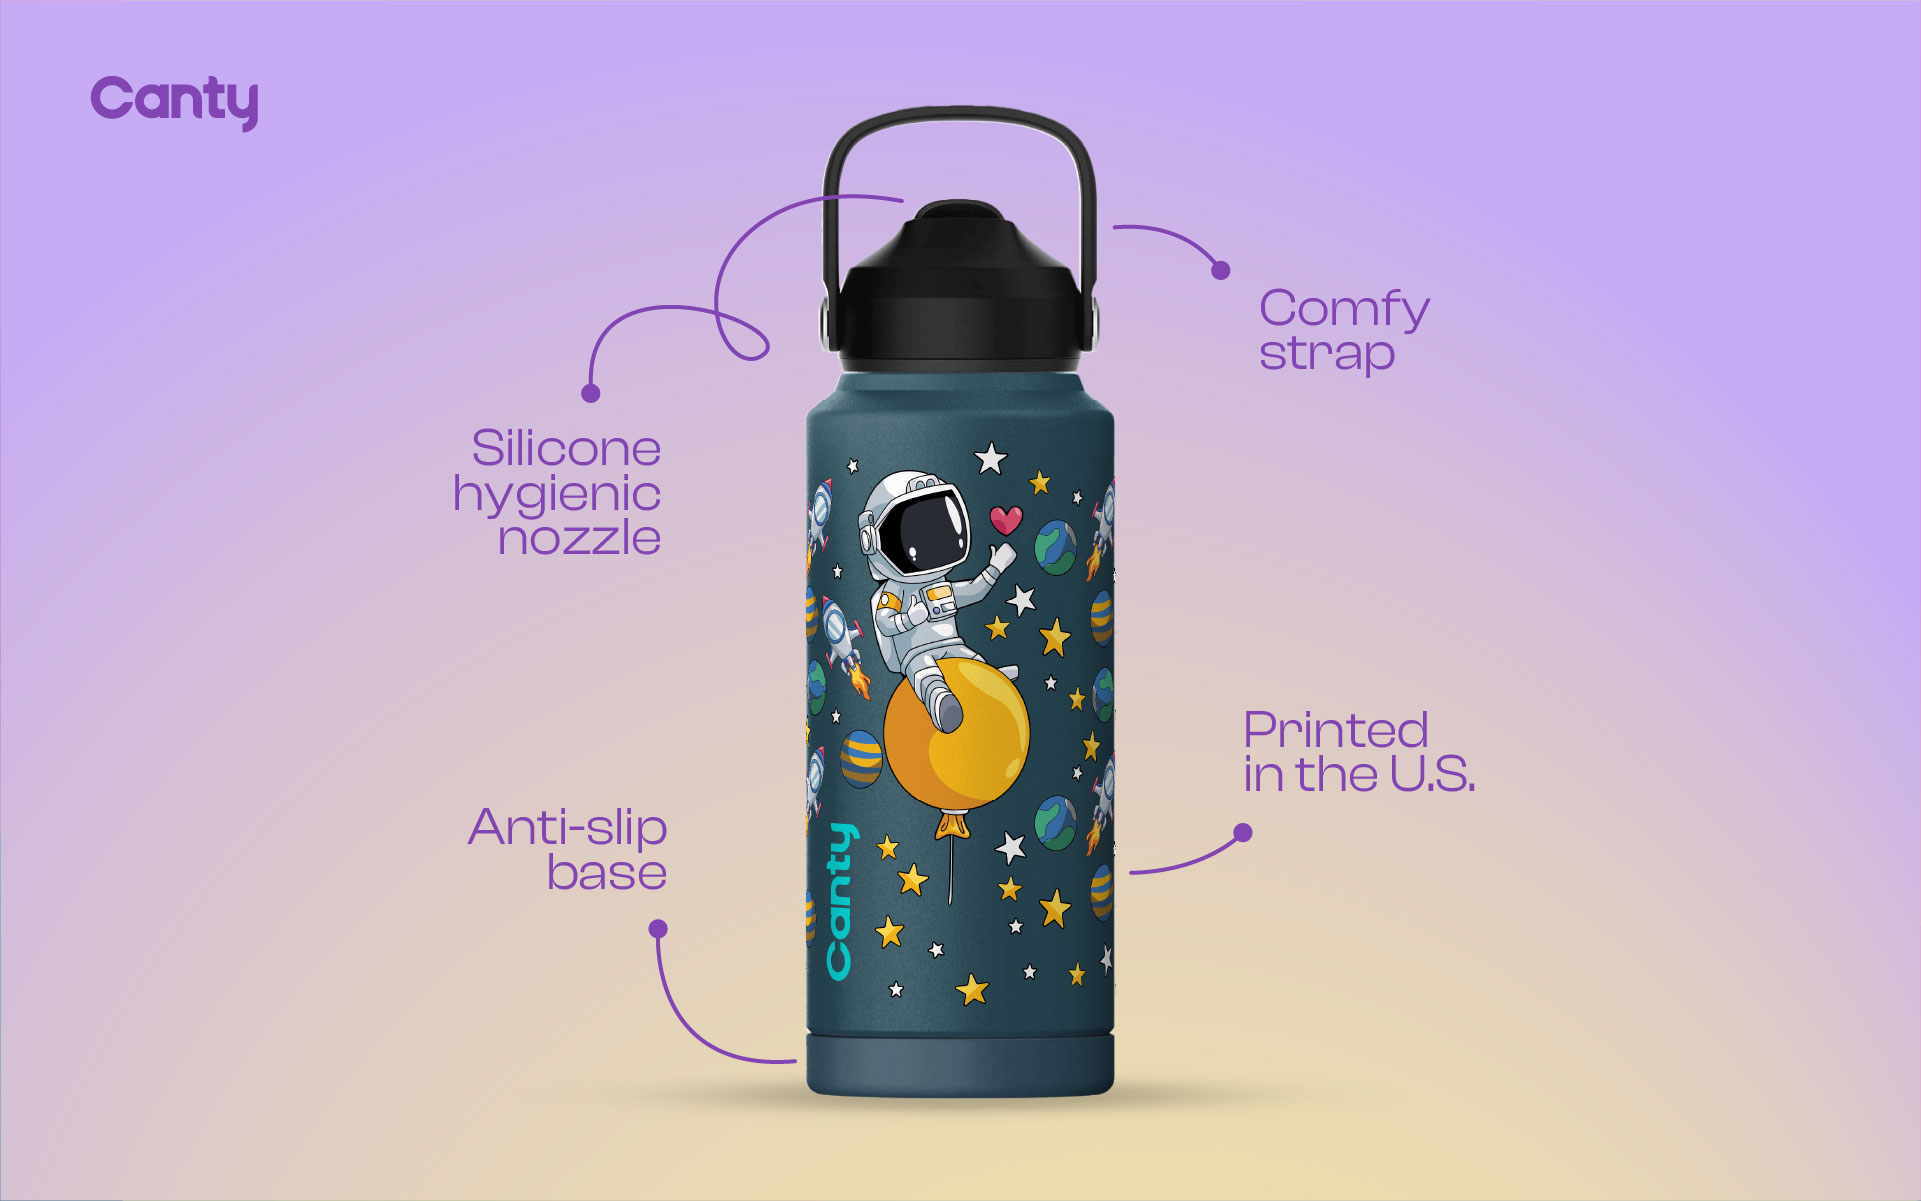 Canty
Comfy
strap
Silicone
hygienic
nozzle
Printed
in the U.S.
Anti-slip
base
Canty